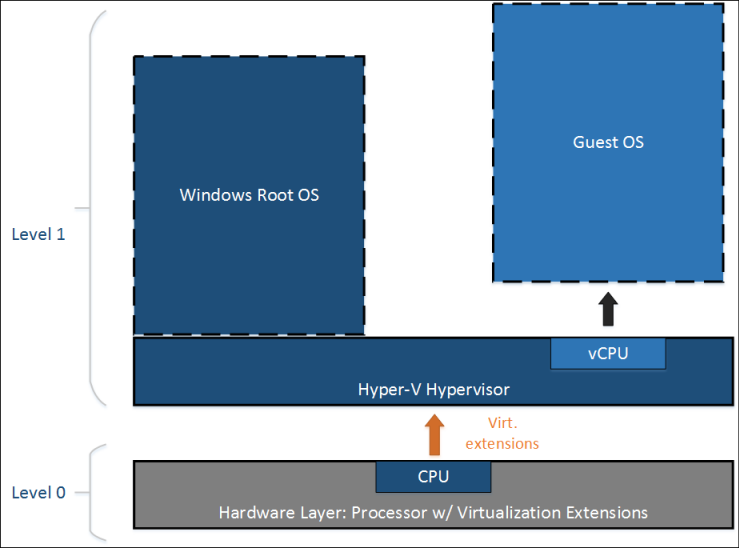 Guest OS
Windows Root OS
Level 1
vCPU
Hyper-V Hypervisor
Virt.
extensions
CPU
Level 0
Hardware Layer: Processor w/ Virtualization Extensions